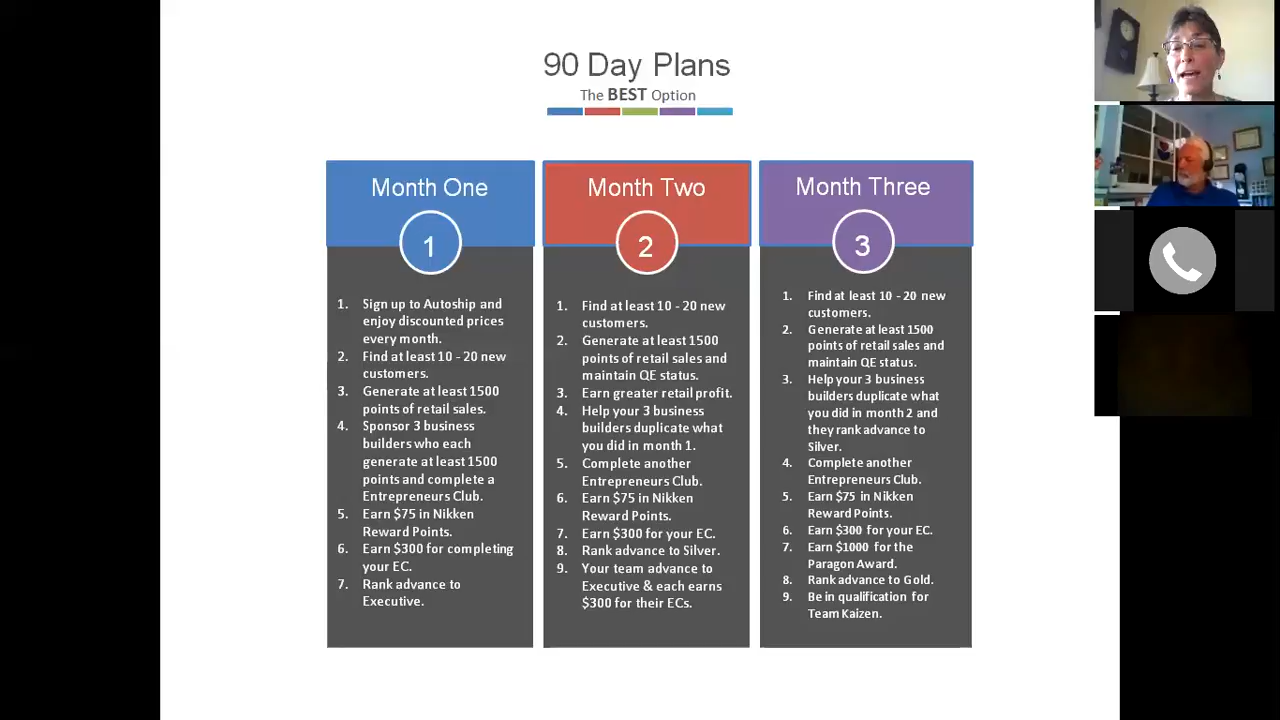 90 Day Plans
The BEST Option
Month One
1
1. Sign up to Autoship and
enjoy discounted prices
every month.
2. Find at least 10 - 20 new
customers.
3. Generate at least 1500
points of retail sales.
4. Sponsor 3 business
builders who each
generate at least 1500
points and complete a
Entrepreneurs Club.
5. Earn $75 in Nikken
Reward Points.
6. Earn $300 for completing
your EC.
7. Rank advance to
Executive.
Month Two
2
1. Find at least 10 - 20 new
customers.
2. Generate at least 1500
points of retail sales and
maintain QE status.
3. Earn greater retail profit.
4. Help your 3 business
builders duplicate what
you did in month 1.
5. Complete another
Entrepreneurs Club.
6. Earn $75 in Nikken
Reward Points.
7. Earn $300 for your EC.
8. Rank advance to Silver.
9. Your team advance to
Executive & each earns
$300 for their ECs.
Month Three
3
1. Find at least 10 - 20 new
customers.
2. Generate at least 1500
points of retail sales and
maintain QE status.
3. Help your 3 business
builders duplicate what
you did in month 2 and
they rank advance to
Silver.
4. Complete another
Entrepreneurs Club.
5. Earn $75 in Nikken
Reward Points.
6. Earn $300 for your EC.
7. Earn $1000 for the
Paragon Award.
8. Rank advance to Gold.
9. Be in qualification for
Team Kaizen.